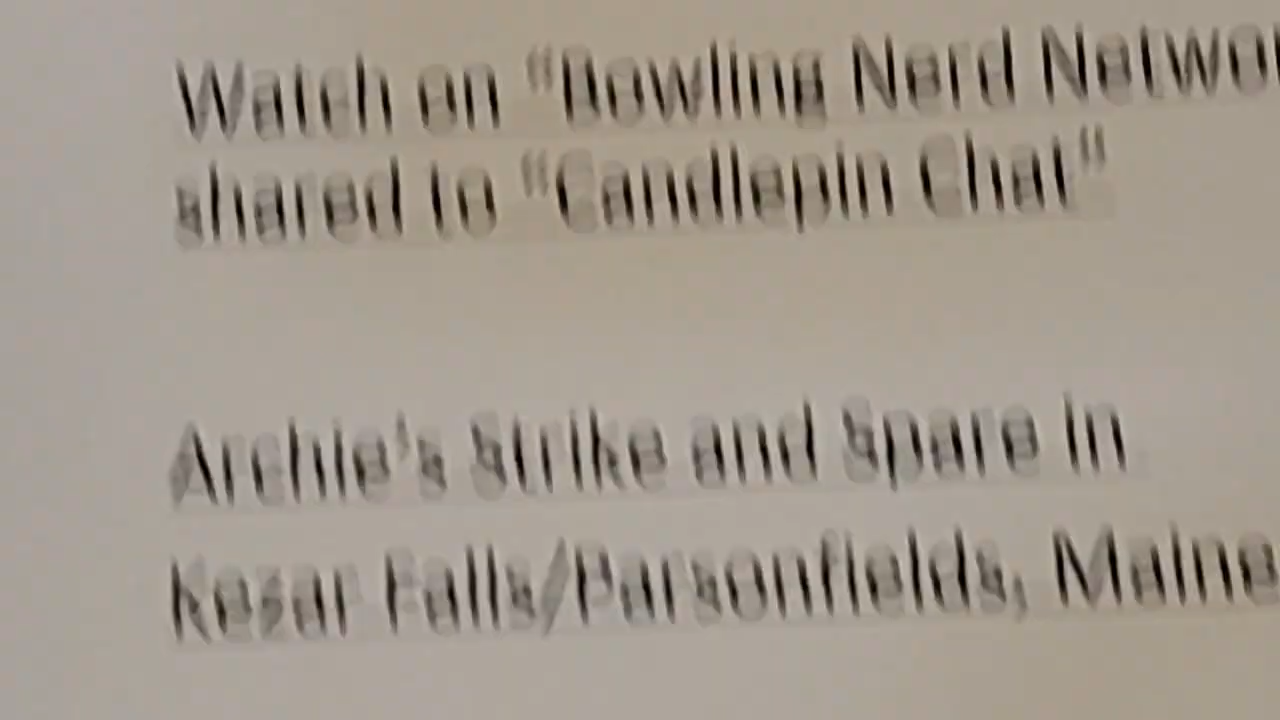 Watch on "Bowling Nerd Netwo
shared to "Candlepin Chat"
Archie's Strike and Spare in
Kezar Falls/Parsonfields, Maine